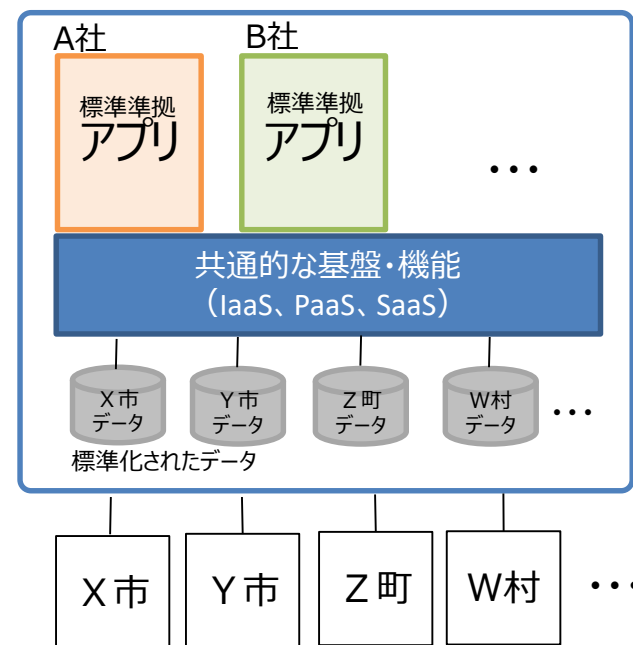 A社
B社
標準準拠
アプリ
標準準拠
アプリ
・・・
共通的な基盤・機能
（IaaS、PaaS、SaaS）
X市
データ
Y市
データ
Z町
データ
W村
データ
・・・
標準化されたデータ
X市
Y市
Z町
W村
・・・